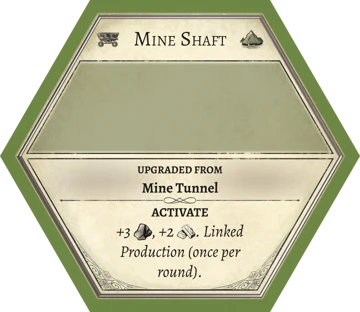 Mine Shaft
UPGRADED FROM
Mine Tunnel
ACTIVATE
+3 , +2 . Linked
Production (once per
round).